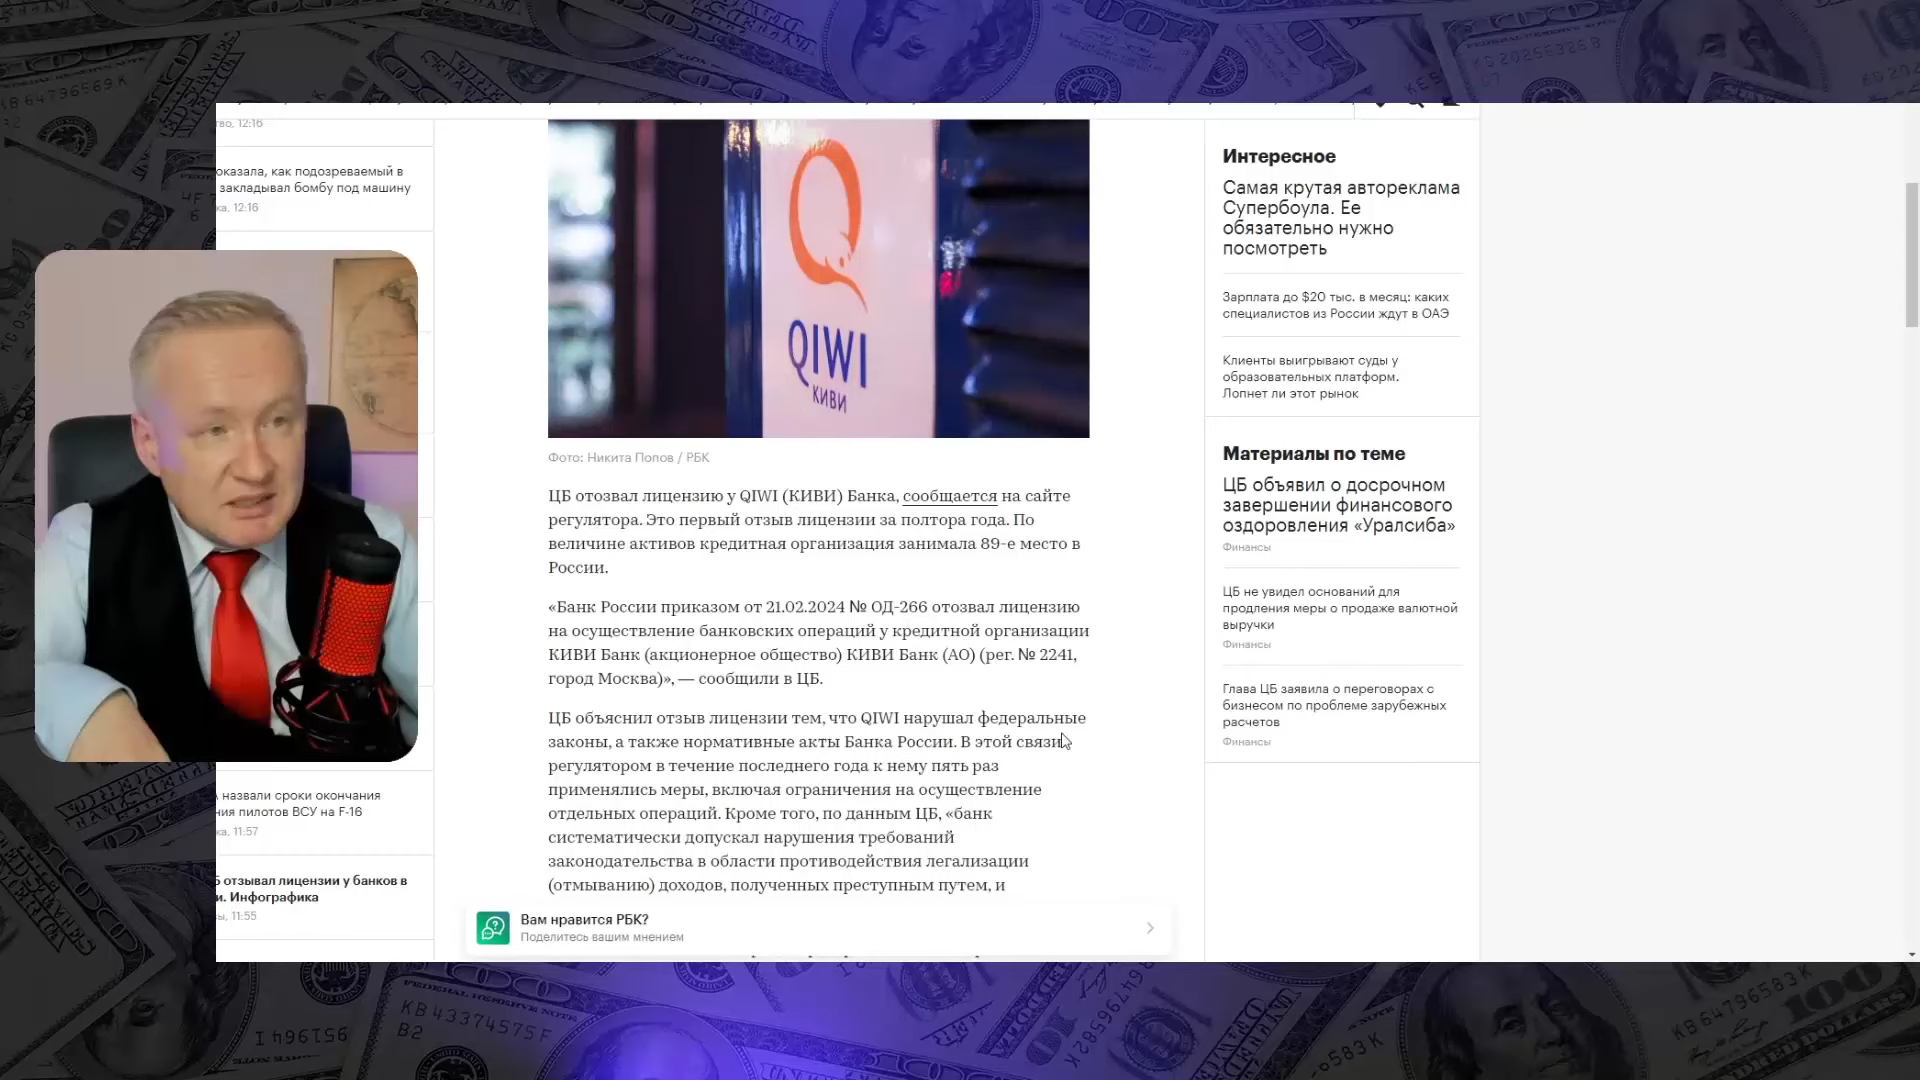 тво, 12:16
оказала, как подозреваемый в
закладывал бомбу под машину
ка, 12:16
назвали сроки окончания
ния пилотов ВСУ на F-16
ка, 11:57
Б отзывал лицензии у банков в
и. Инфографика
сы, 11:55
QIWI
КИВИ
Фото: Никита Попов / РБК
ЦБ отозвал лицензию у QIWI (КИВИ) Банка, сообщается на сайте
регулятора. Это первый отзыв лицензии за полтора года. По
величине активов кредитная организация занимала 89-е место в
России.
«Банк России приказом от 21.02.2024 № ОД-266 отозвал лицензию
на осуществление банковских операций у кредитной организации
КИВИ Банк (акционерное общество) КИВИ Банк (АО) (рег. № 2241,
город Москва)», — сообщили в ЦБ.
ЦБ объяснил отзыв лицензии тем, что QIWI нарушал федеральные
законы, а также нормативные акты Банка России. В этой связи
регулятором в течение последнего года к нему пять раз
применялись меры, включая ограничения на осуществление
отдельных операций. Кроме того, по данным ЦБ, «банк
систематически допускал нарушения требований
законодательства в области противодействия легализации
(отмыванию) доходов, полученных преступным путем, и
Вам нравится РБК?
Поделитесь вашим мнением
Интересное
Самая крутая автореклама
Супербоула. Ее
обязательно нужно
посмотреть
Зарплата до $20 тыс. в месяц: каких
специалистов из России ждут в ОАЭ
Клиенты выигрывают суды у
образовательных платформ.
Лопнет ли этот рынок
Материалы по теме
ЦБ объявил о досрочном
завершении финансового
оздоровления «Уралсиба»
Финансы
ЦБ не увидел оснований для
продления меры о продаже валютной
выручки
Финансы
Глава ЦБ заявила о переговорах с
бизнесом по проблеме зарубежных
расчетов
Финансы
KB 43374575 F
B2
KB 64796583 K
100